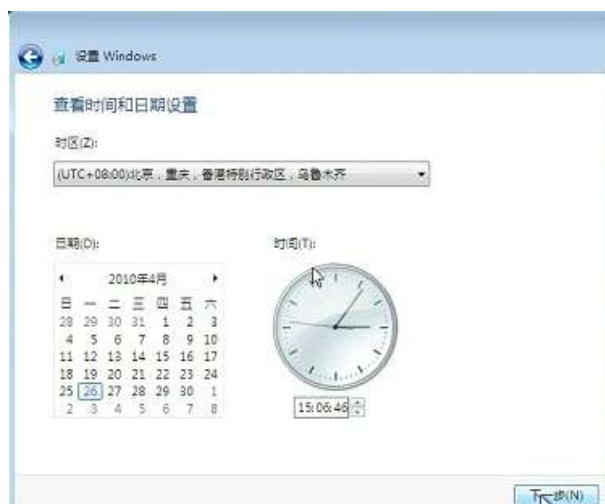 设置 Windows
查看时间和日期设置
时区(Z):
(UTC+08:00)北京，重庆，香港特别行政区，乌鲁木齐
日期(D):
时间(T):
2010年4月
日 一 二 三 四 五 六
28 29 30 31 1 2 3
4 5 6 7 8 9 10
11 12 13 14 15 16 17
18 19 20 21 22 23 24
25 26 27 28 29 30 1
2 3 4 5 6 7 8
15:06:46
下一步(N)